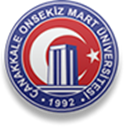 ÇANAKKALE ONSEKİZ MART ÜNİVERSİTESİ
• 1992 •